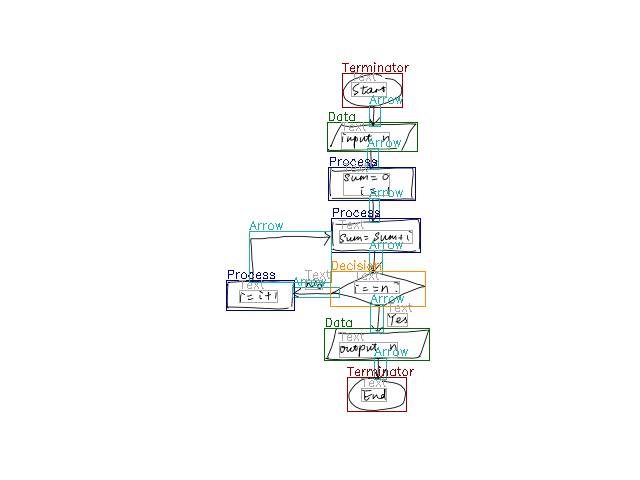 Terminator
Text
Start
Arrow
Data
Text
input n
Arrow
Process
Text
sum=0
i=1
Arrow
Process
Text
sum=sum+i
Arrow
Arrow
Decision
Text
i==n
Text
Arrow
Process
Text
i=i+1
Arrow
Text
Yes
Data
Text
output n
Arrow
Terminator
Text
End